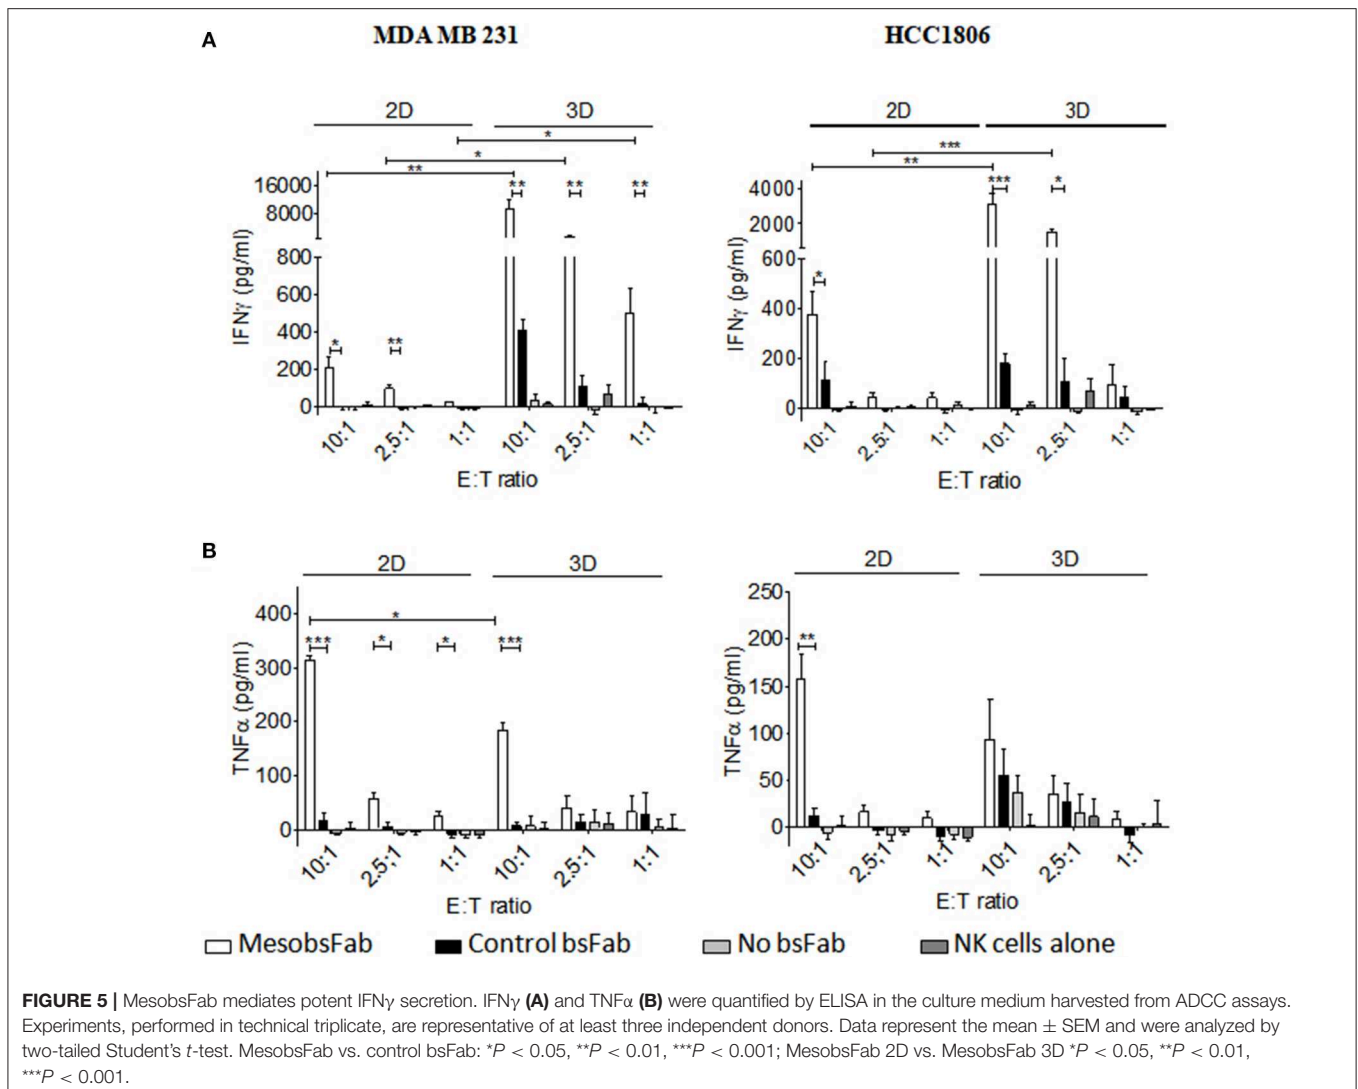 A
MDA MB 231
HCC1806
2D
3D
2D
3D
*
*
**
***
**
16000
8000
800
600
400
200
0
IFNγ (pg/ml)
*
**
**
**
**
10:1
2.5:1
1:1
10:1
2.5:1
1:1
E:T ratio
4000
2000
600
400
200
0
IFNγ (pg/ml)
*
***
*
10:1
2.5:1
1:1
10:1
2.5:1
1:1
E:T ratio
B
2D
3D
2D
3D
400
300
200
100
0
TNFα (pg/ml)
*
***
*
*
***
10:1
2.5;1
1:1
10:1
2.5:1
1:1
E:T ratio
250
200
150
100
50
0
TNFα (pg/ml)
**
10:1
2.5;1
1:1
10:1
2.5:1
1:1
E:T ratio
MesobsFab
Control bsFab
No bsFab
NK cells alone
FIGURE 5 | MesobsFab mediates potent IFNγ secretion. IFNγ (A) and TNFα (B) were quantified by ELISA in the culture medium harvested from ADCC assays.
Experiments, performed in technical triplicate, are representative of at least three independent donors. Data represent the mean ± SEM and were analyzed by
two-tailed Student's t-test. MesobsFab vs. control bsFab: *P < 0.05, **P < 0.01, ***P < 0.001; MesobsFab 2D vs. MesobsFab 3D *P < 0.05, **P < 0.01,
***P < 0.001.